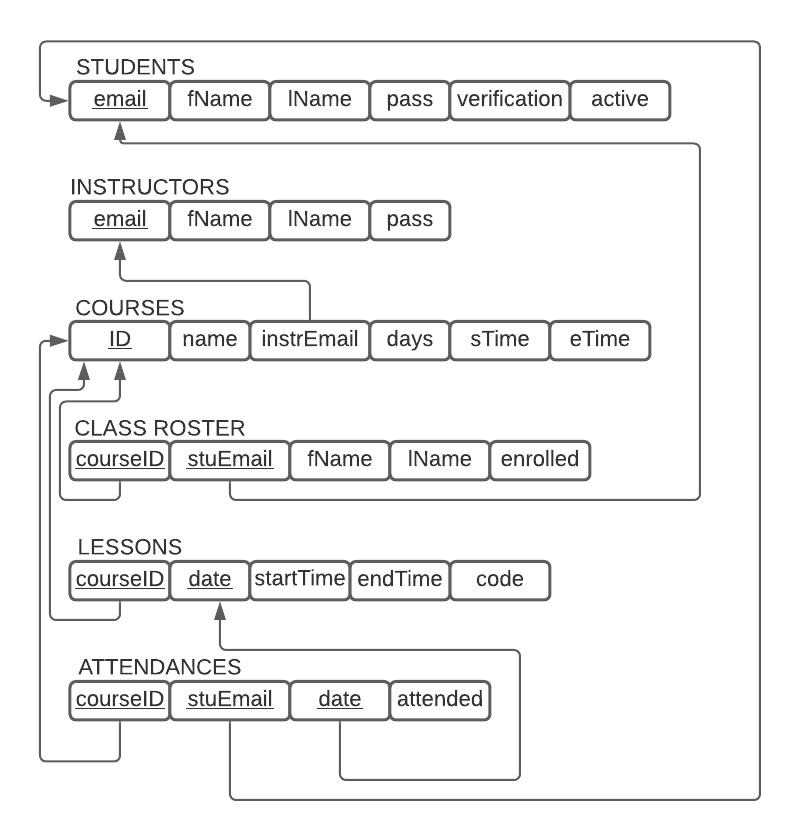 STUDENTS
email fName lName pass verification active
INSTRUCTORS
email fName lName pass
COURSES
ID name instrEmail days sTime eTime
CLASS ROSTER
courseID stuEmail fName lName enrolled
LESSONS
courseID date startTime endTime code
ATTENDANCES
courseID stuEmail date attended